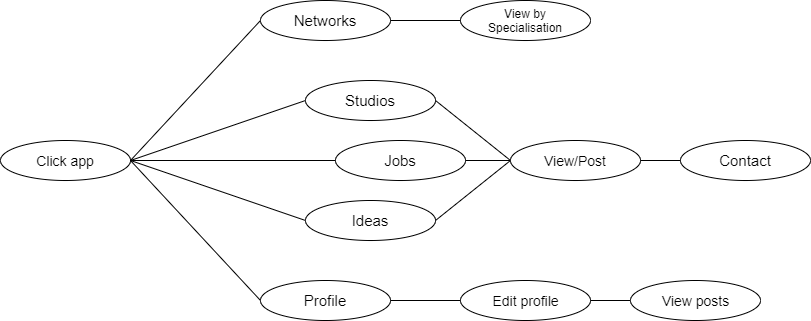 Networks
View by
Specialisation
Studios
Click app
Jobs
View/Post
Contact
Ideas
Profile
Edit profile
View posts